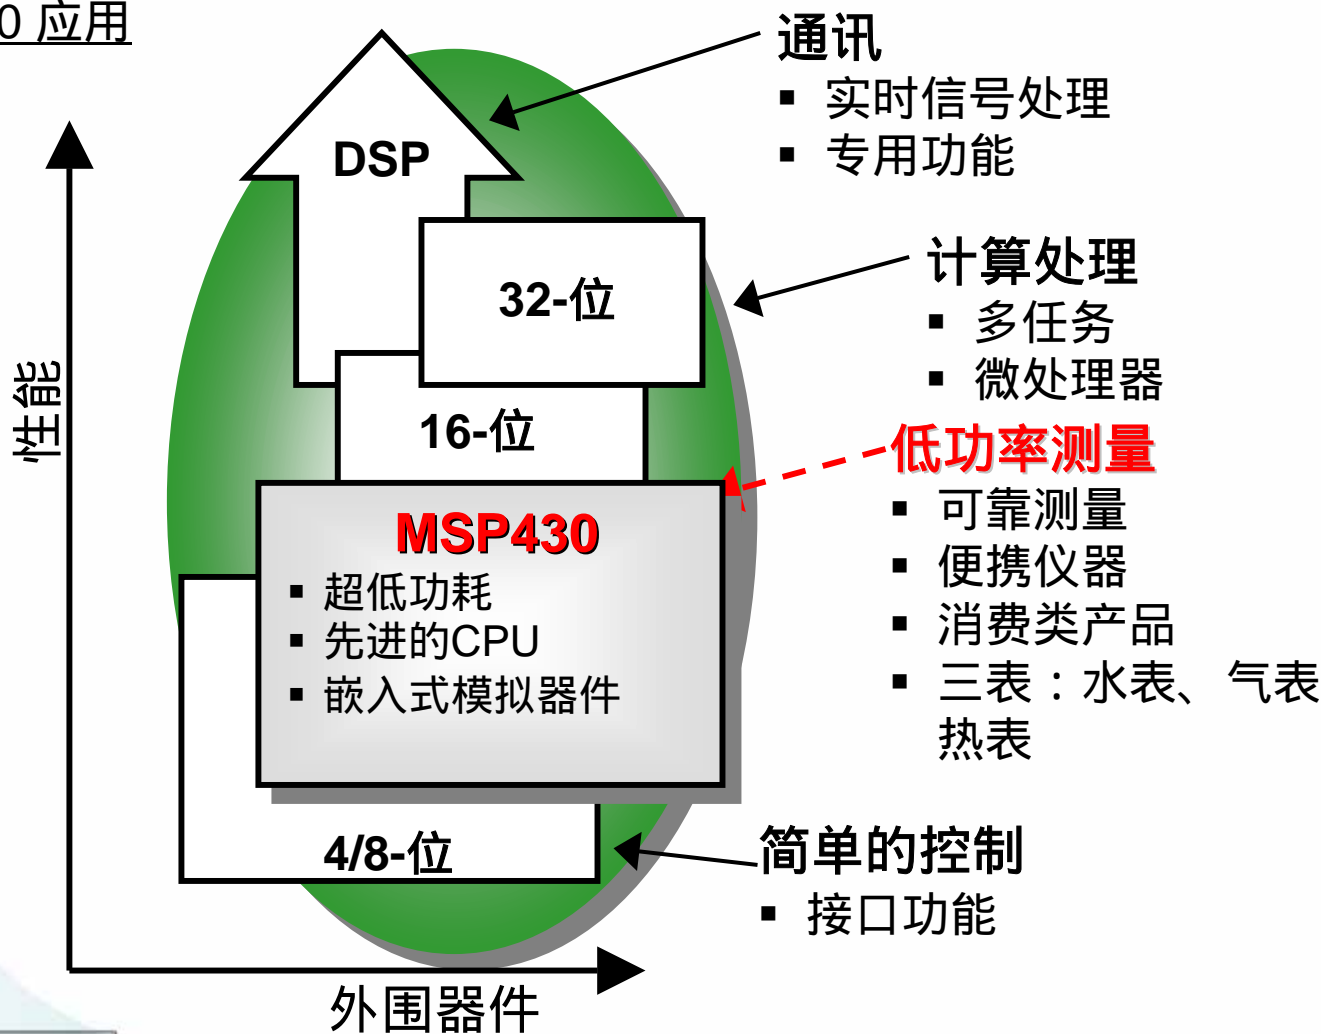 0 应用
通讯
▪ 实时信号处理
▪ 专用功能
DSP
计算处理
▪ 多任务
▪ 微处理器
32-位
性能
16-位
低功率测量
▪ 可靠测量
▪ 便携仪器
▪ 消费类产品
▪ 三表：水表、气表
热表
MSP430
▪ 超低功耗
▪ 先进的CPU
▪ 嵌入式模拟器件
4/8-位
简单的控制
▪ 接口功能
外围器件